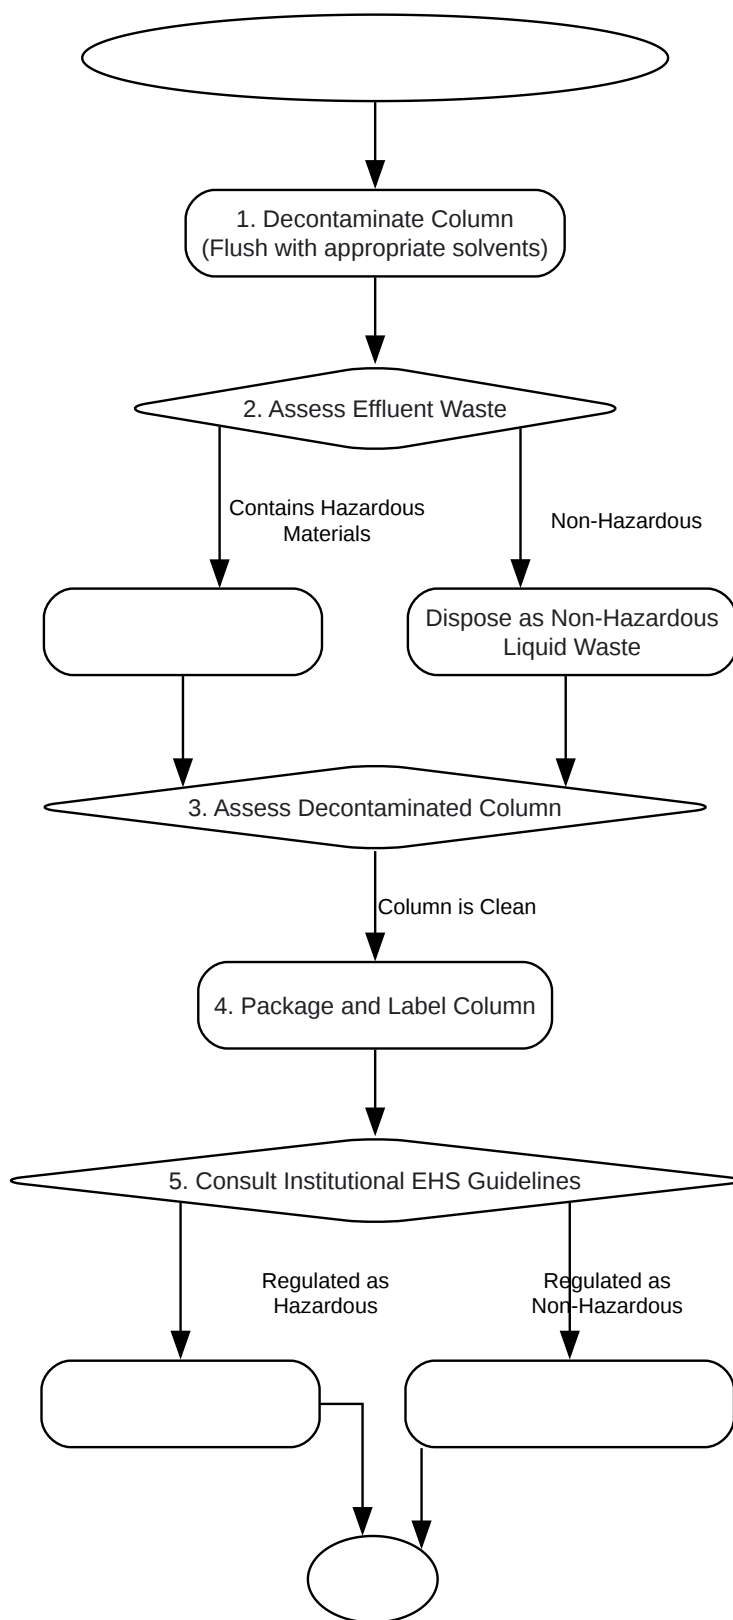 1. Decontaminate Column
(Flush with appropriate solvents)
2. Assess Effluent Waste
Contains Hazardous
Materials
Non-Hazardous
Dispose as Non-Hazardous
Liquid Waste
3. Assess Decontaminated Column
Column is Clean
4. Package and Label Column
5. Consult Institutional EHS Guidelines
Regulated as
Hazardous
Regulated as
Non-Hazardous